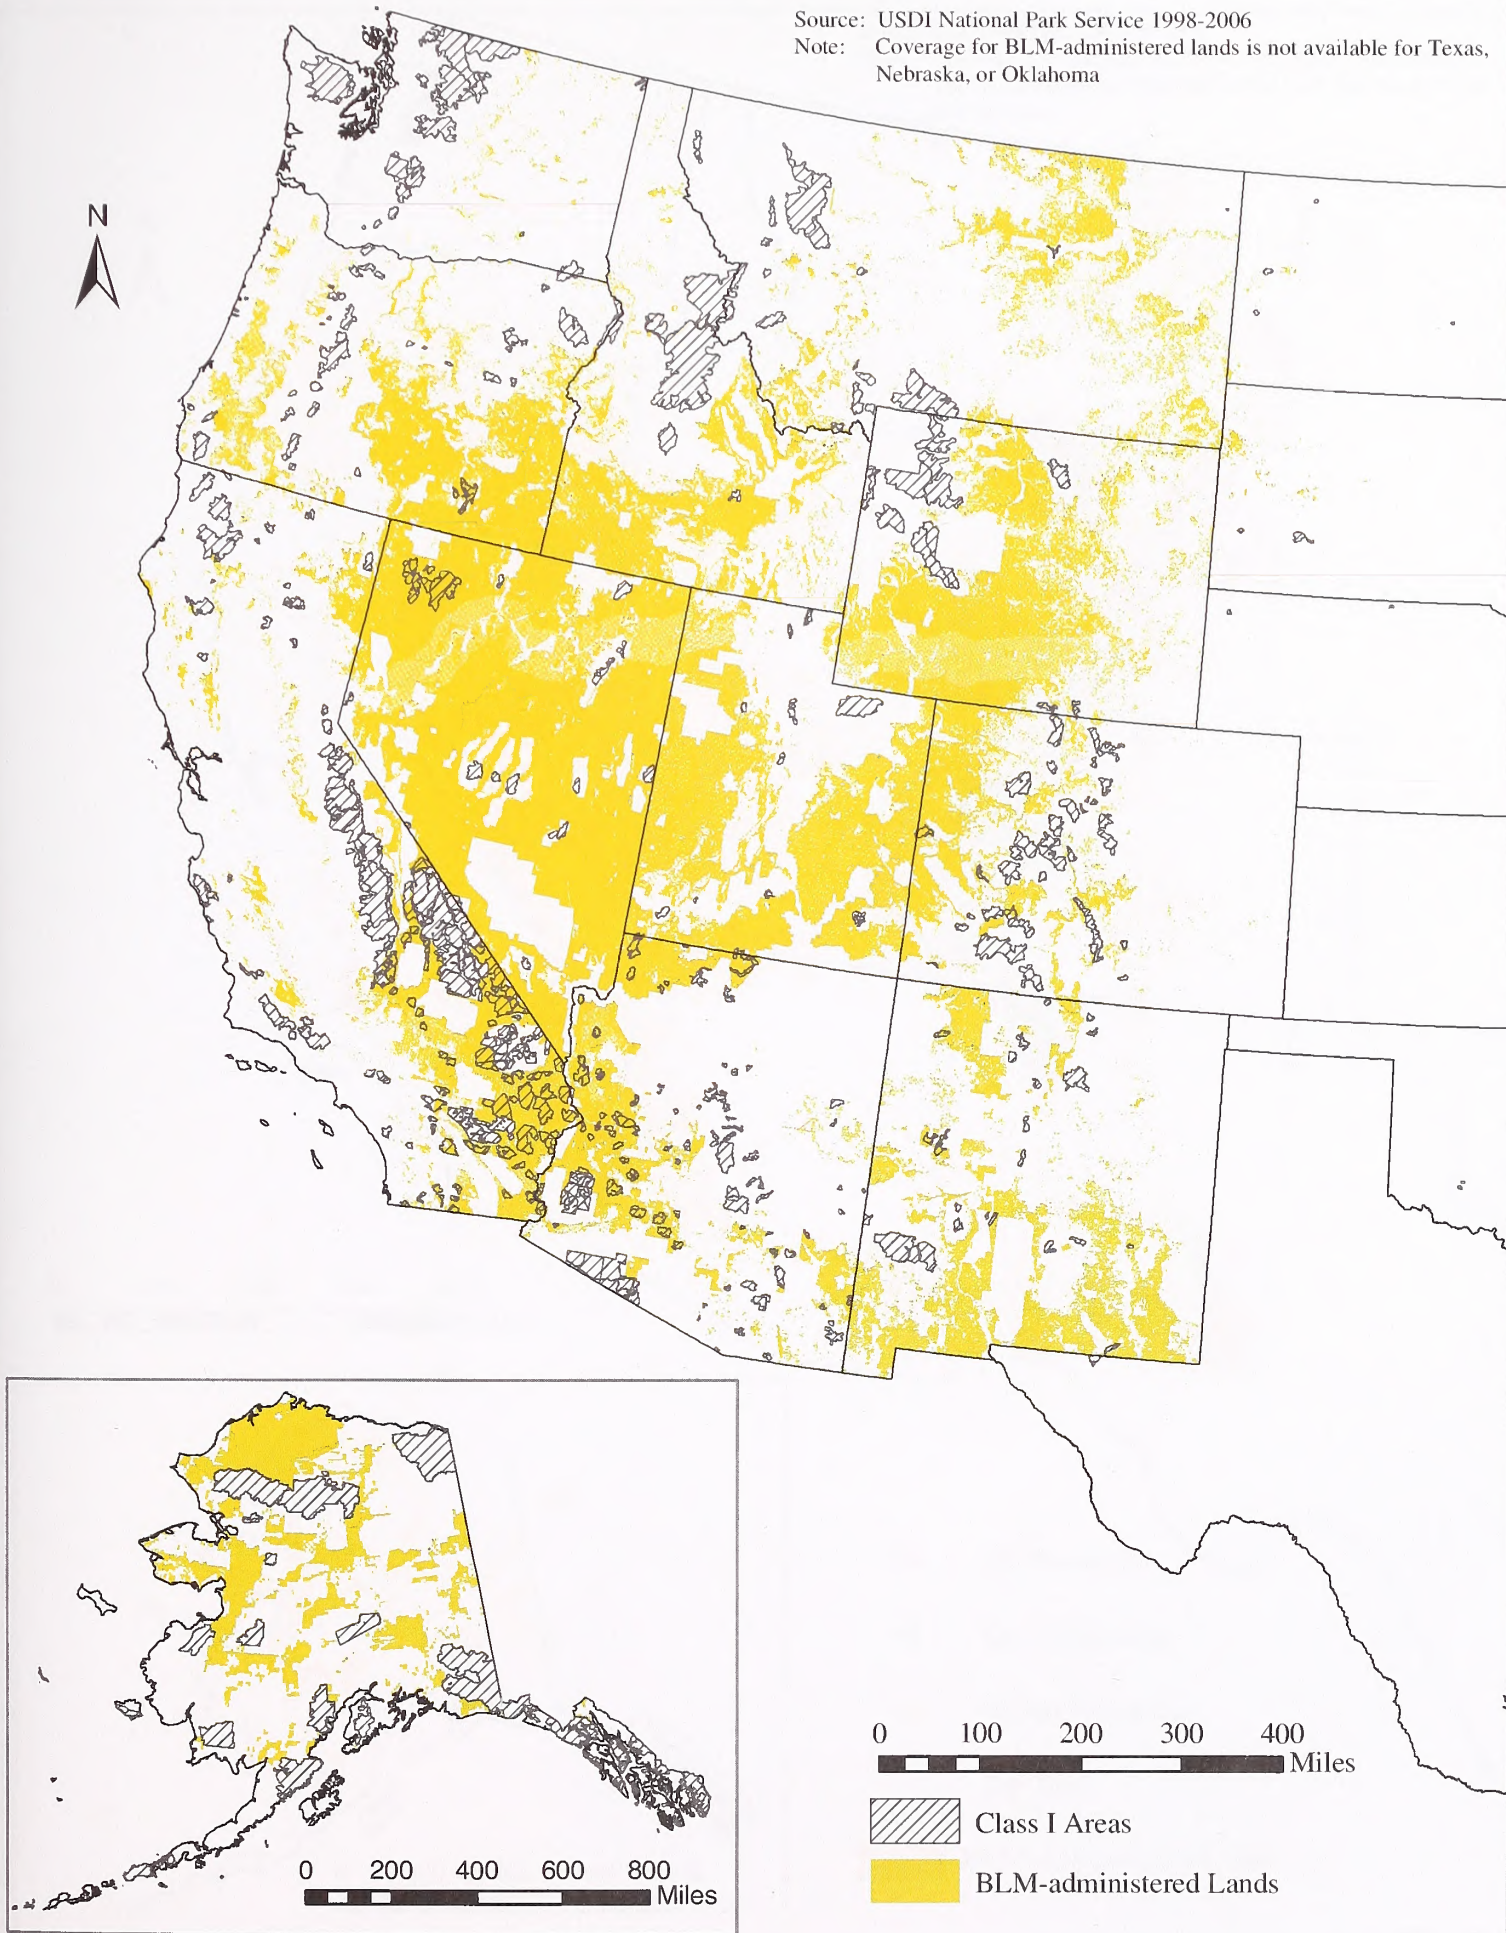 Source: USDI National Park Service 1998-2006
Note: Coverage for BLM-administered lands is not available for Texas,
Nebraska, or Oklahoma
N
0 100 200 300 400
Miles
Class I Areas
BLM-administered Lands
0 200 400 600 800
Miles